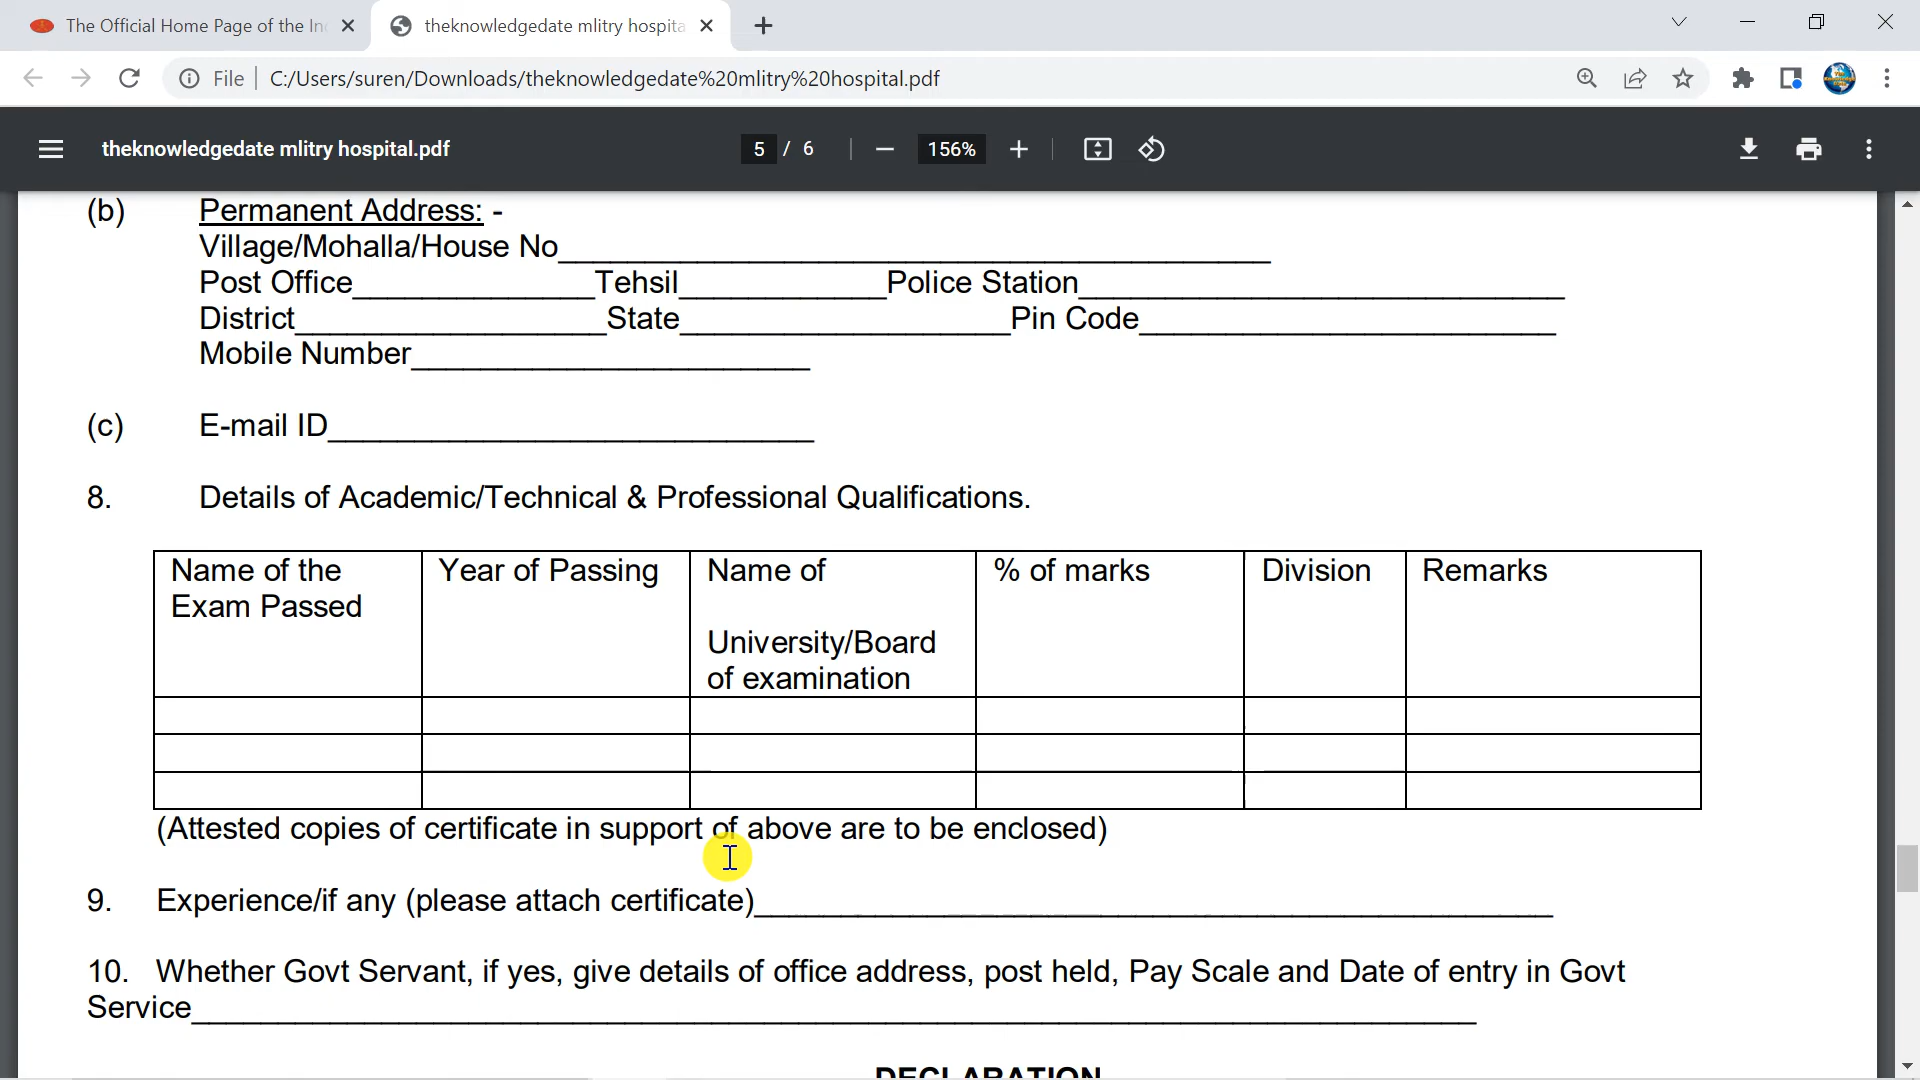 The Official Home Page of the In
theknowledgedate mlitry hospita
File
C:/Users/suren/Downloads/theknowledgedate%20mlitry%20hospital.pdf
theknowledgedate mlitry hospital.pdf
5 / 6
156%
(b) Permanent Address: -
Village/Mohalla/House No
Post Office Tehsil Police Station
District State Pin Code
Mobile Number
(c) E-mail ID
8. Details of Academic/Technical & Professional Qualifications.
Name of the Exam Passed
Year of Passing
Name of University/Board of examination
% of marks
Division
Remarks
(Attested copies of certificate in support of above are to be enclosed)
9. Experience/if any (please attach certificate)
10. Whether Govt Servant, if yes, give details of office address, post held, Pay Scale and Date of entry in Govt
Service
DECLARATION